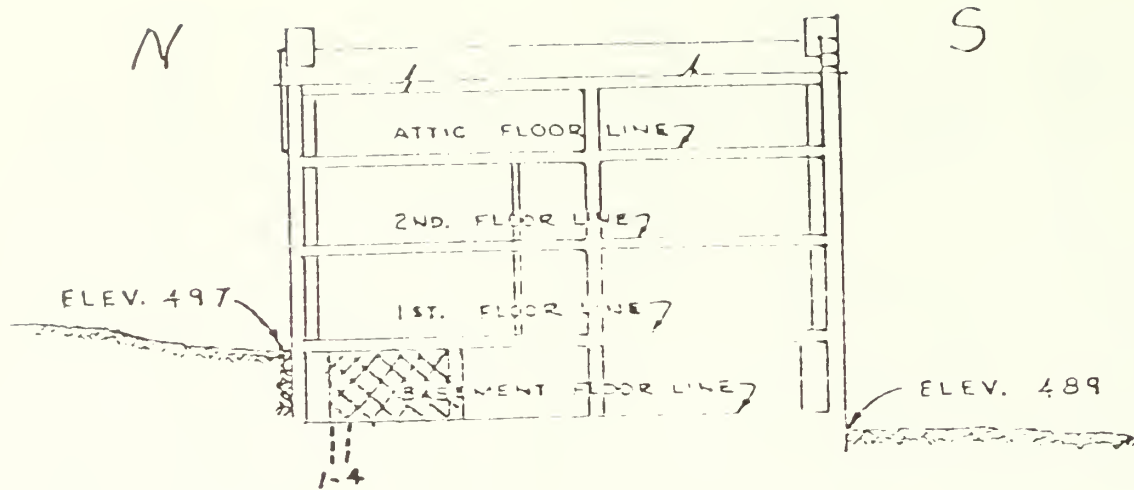 N S
ATTIC FLOOR LINE
2ND. FLOOR LINE
ELEV. 497
1ST. FLOOR LINE
BASEMENT FLOOR LINE
ELEV. 489
1-4